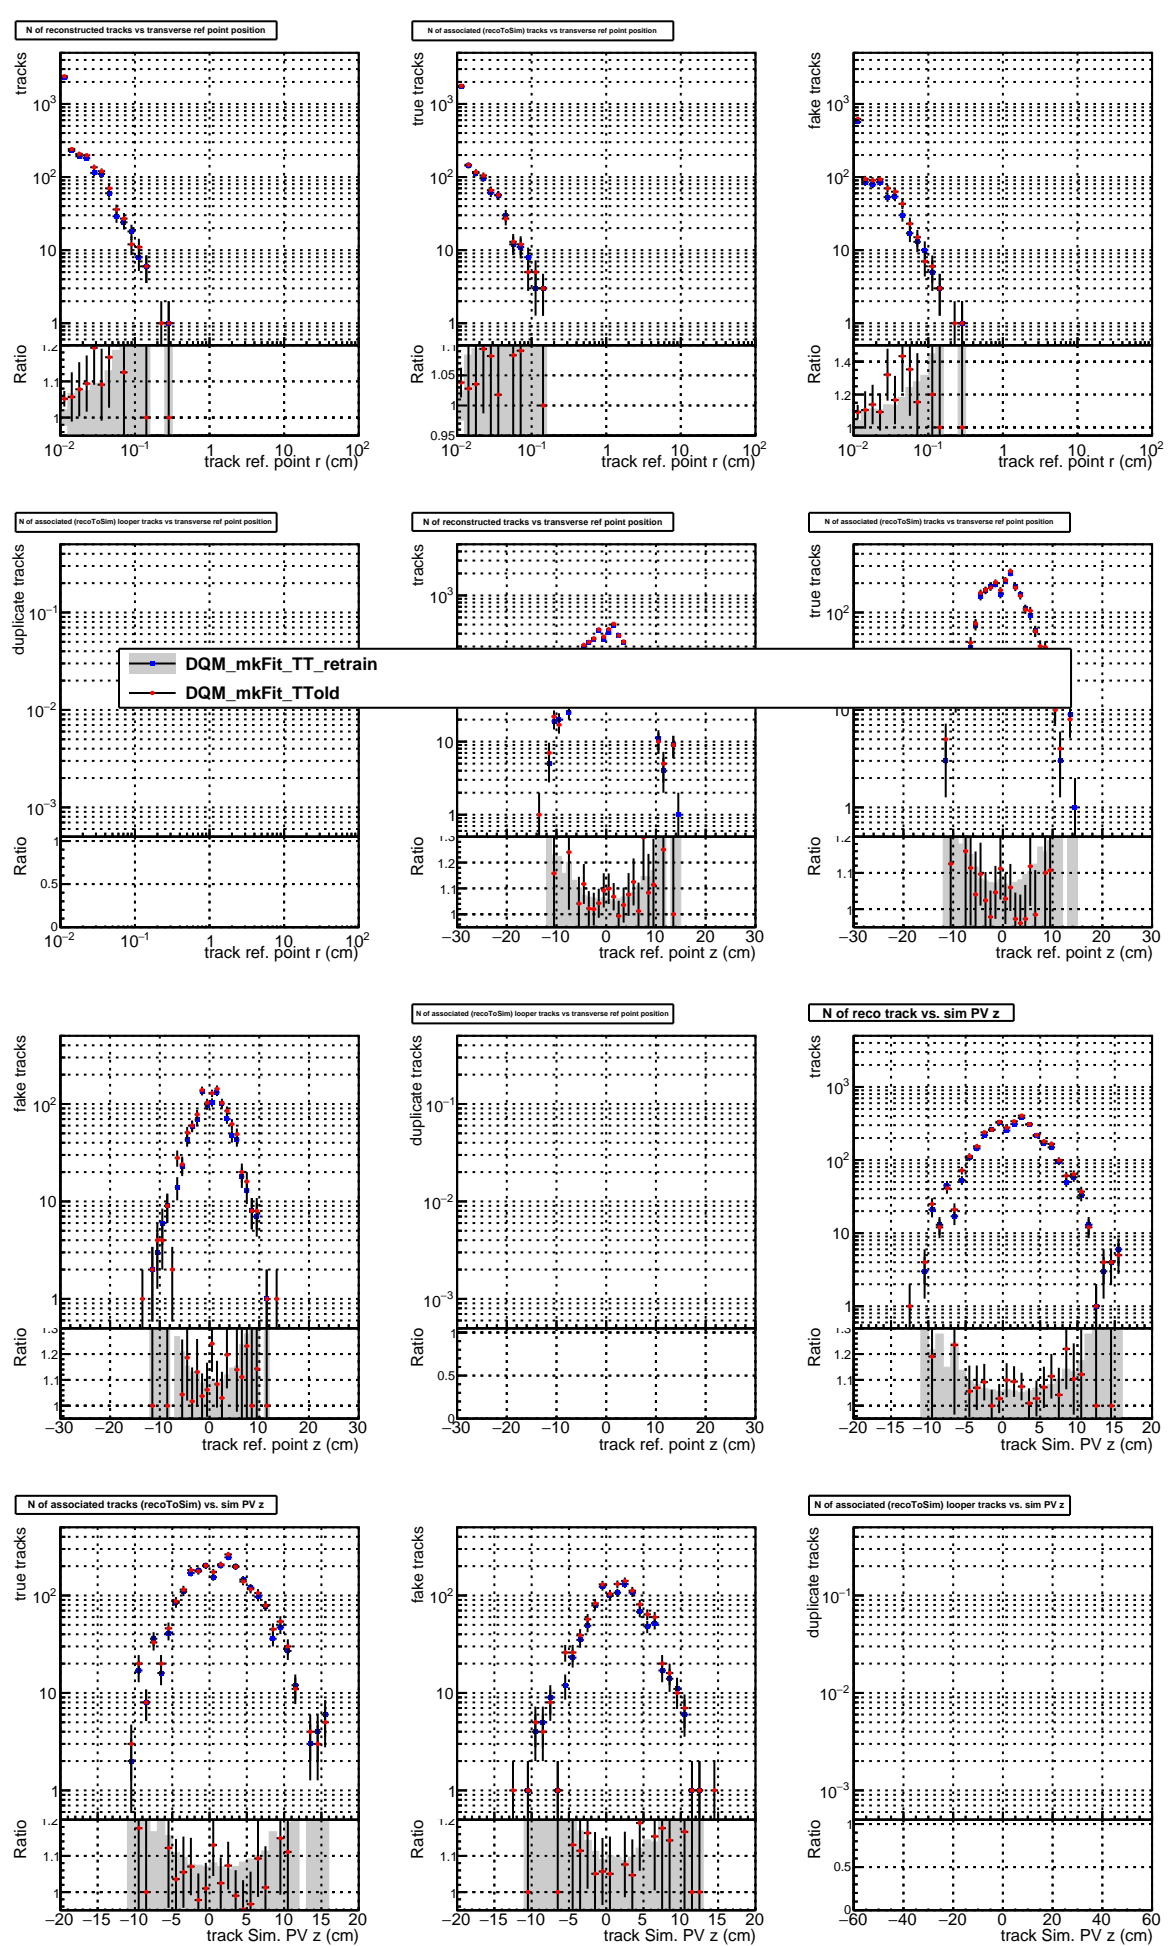 N of reconstructed tracks vs transverse ref point position
tracks
10³
10²
10
1
Ratio
1.2
1.1
1
10⁻² 10⁻¹ 1 10 10²
track ref. point r (cm)
N of associated (recoToSim) tracks vs transverse ref point position
true tracks
10³
10²
10
1
Ratio
1.1
1.05
1
0.95
10⁻² 10⁻¹ 1 10 10²
track ref. point r (cm)
fake tracks
10³
10²
10
1
Ratio
1.4
1.2
1
10⁻² 10⁻¹ 1 10 10²
track ref. point r (cm)
N of associated (recoToSim) looper tracks vs transverse ref point position
duplicate tracks
10⁻¹
10⁻²
10⁻³
Ratio
1
0.5
0
10⁻² 10⁻¹ 1 10 10²
track ref. point r (cm)
N of reconstructed tracks vs transverse ref point position
tracks
10³
10
1
Ratio
1.3
1.2
1.1
1
−30 −20 −10 0 10 20 30
track ref. point z (cm)
N of associated (recoToSim) tracks vs transverse ref point position
true tracks
10²
10
1
Ratio
1.2
1.1
1
−30 −20 −10 0 10 20 30
track ref. point z (cm)
DQM_mkFit_TT_retrain
DQM_mkFit_TTold
fake tracks
10²
10
1
Ratio
1.3
1.2
1.1
1
−30 −20 −10 0 10 20 30
track ref. point z (cm)
N of associated (recoToSim) looper tracks vs transverse ref point position
duplicate tracks
10⁻¹
10⁻²
10⁻³
Ratio
1
0.5
0
−30 −20 −10 0 10 20 30
track ref. point z (cm)
N of reco track vs. sim PV z
tracks
10³
10²
10
1
Ratio
1.3
1.2
1.1
1
−20 −15 −10 −5 0 5 10 15 20
track Sim. PV z (cm)
N of associated tracks (recoToSim) vs. sim PV z
true tracks
10²
10
1
Ratio
1.2
1.1
1
−20 −15 −10 −5 0 5 10 15 20
track Sim. PV z (cm)
fake tracks
10²
10
1
Ratio
1.2
1.1
1
−20 −15 −10 −5 0 5 10 15 20
track Sim. PV z (cm)
N of associated (recoToSim) looper tracks vs. sim PV z
duplicate tracks
10⁻¹
10⁻²
10⁻³
Ratio
1
0.5
0
−60 −40 −20 0 20 40 60
track Sim. PV z (cm)